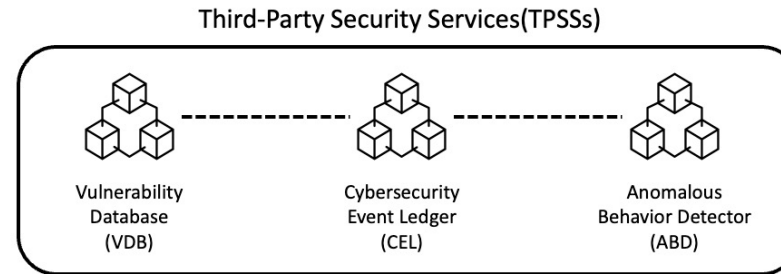 Third-Party Security Services(TPSSs)
Vulnerability
Database
(VDB)
Cybersecurity
Event Ledger
(CEL)
Anomalous
Behavior Detector
(ABD)